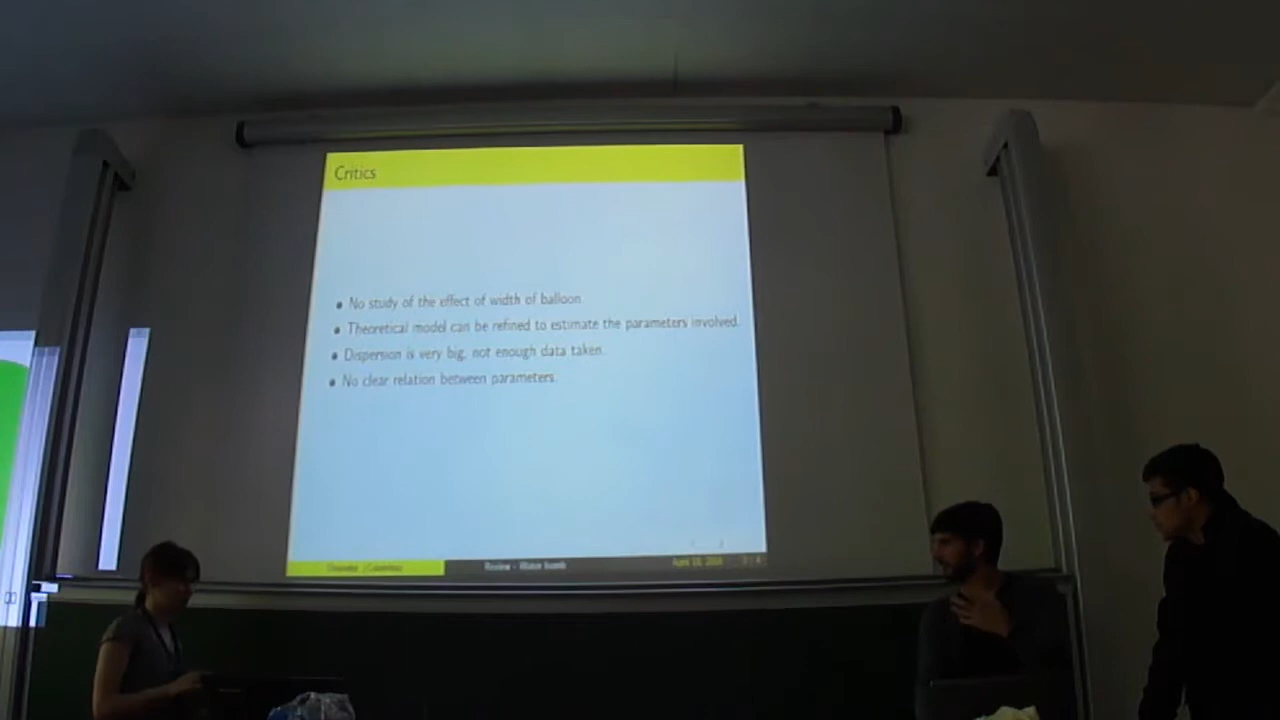 Critics
No study of the effect of width of balloon
Theoretical model can be refined to estimate the parameters involved.
Dispersion is very big, not enough data taken.
No clear relation between parameters.
Review - Water bomb